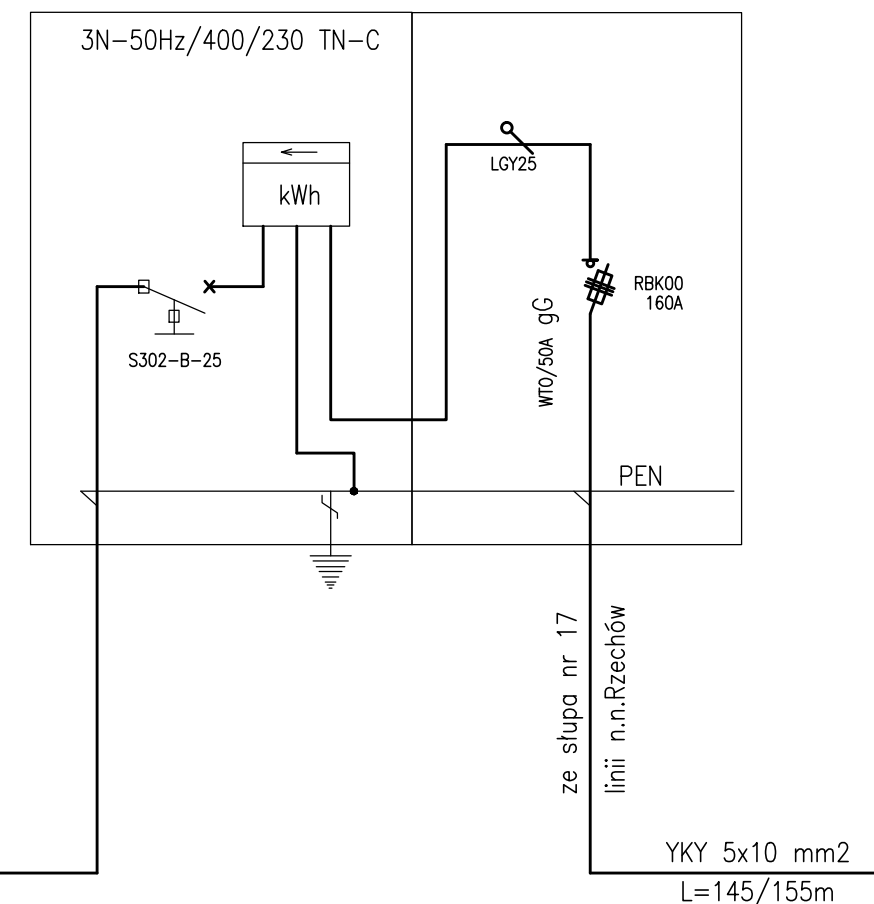 3N-50Hz/400/230 TN-C
kWh
LGY25
RBK00
160A
WT0/50A gG
S302-B-25
PEN
ze słupa nr 17
linii n.n.Rzechów
YKY 5x10 mm2
L=145/155m